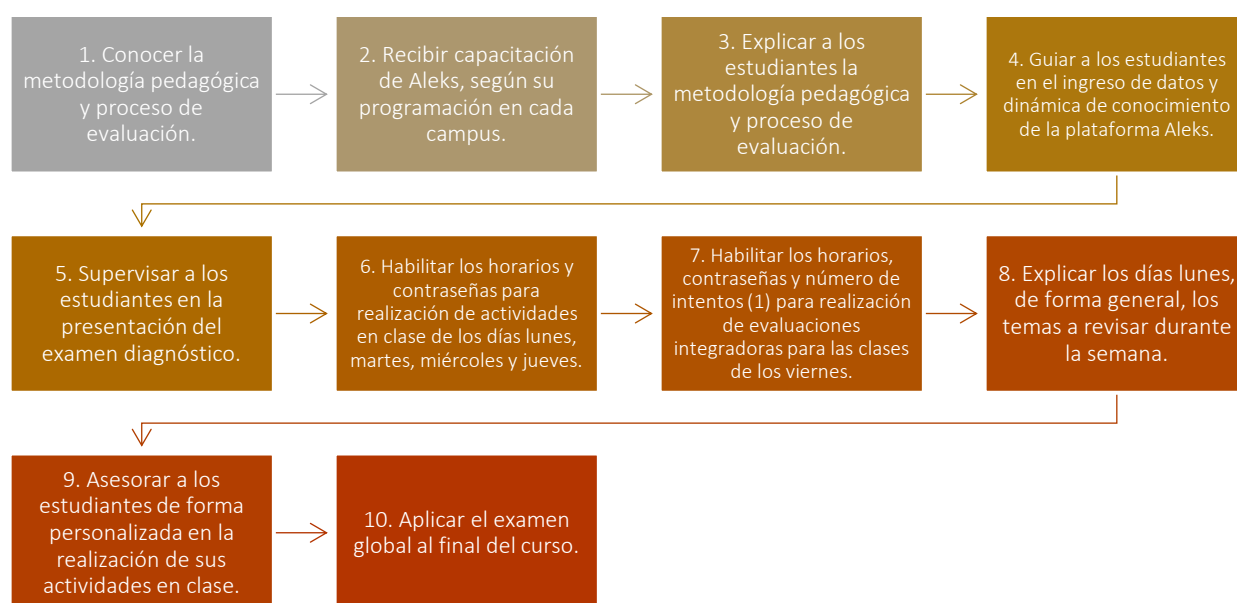 1. Conocer la
metodología pedagógica
y proceso de
evaluación.
2. Recibir capacitación
de Aleks, según su
programación en cada
campus.
3. Explicar a los
estudiantes la
metodología pedagógica
y proceso de
evaluación.
4. Guiar a los estudiantes
en el ingreso de datos y
dinámica de conocimiento
de la plataforma Aleks.
5. Supervisar a los
estudiantes en la
presentación del
examen diagnóstico.
6. Habilitar los horarios y
contraseñas para
realización de actividades
en clase de los días lunes,
martes, miércoles y jueves.
7. Habilitar los horarios,
contraseñas y número de
intentos (1) para realización
de evaluaciones
integradoras para las clases
de los viernes.
8. Explicar los días lunes,
de forma general, los
temas a revisar durante
la semana.
9. Asesorar a los
estudiantes de forma
personalizada en la
realización de sus
actividades en clase.
10. Aplicar el examen
global al final del curso.